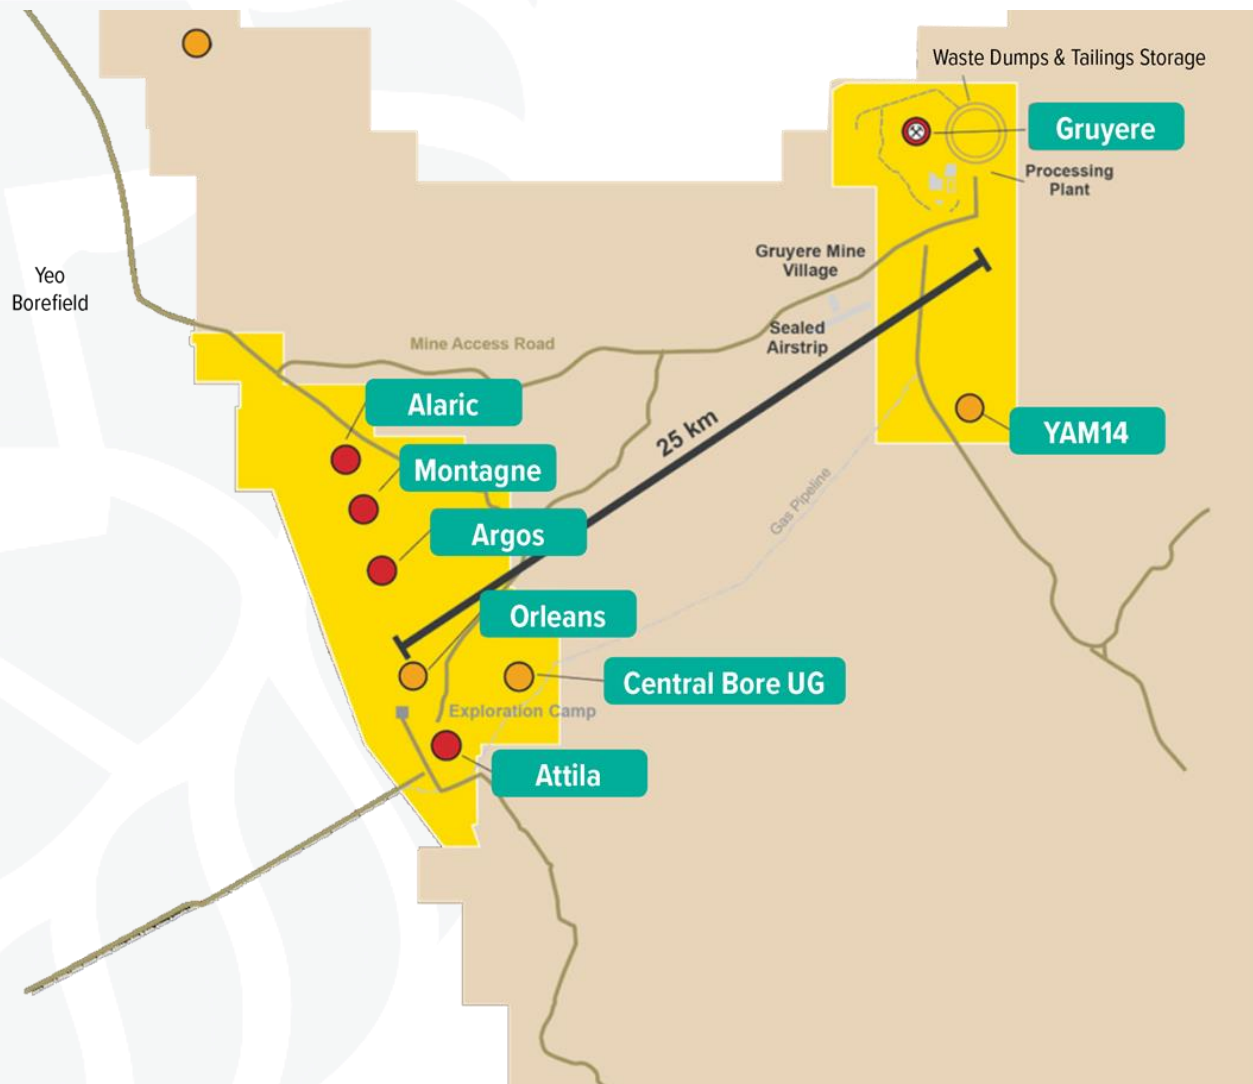 Waste Dumps & Tailings Storage
Gruyere
Processing
Plant
Gruyere Mine
Village
Yeo
Borefield
Sealed
Airstrip
Mine Access Road
Alaric
25 km
YAM14
Montagne
Gas Pipeline
Argos
Orleans
Central Bore UG
Exploration Camp
Attila